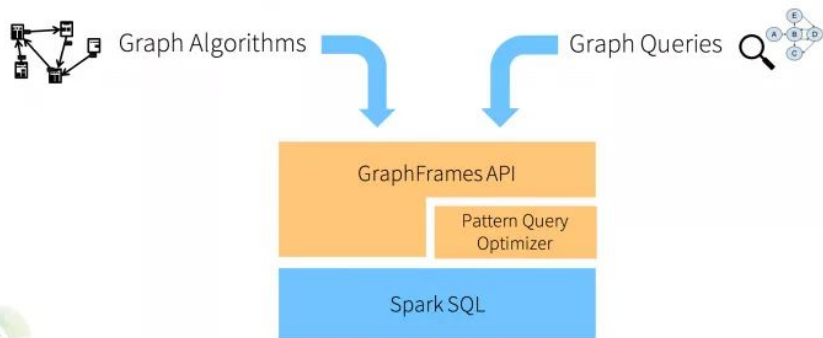 Graph Algorithms
Graph Queries
E
A
B
D
C
GraphFrames API
Pattern Query
Optimizer
Spark SQL